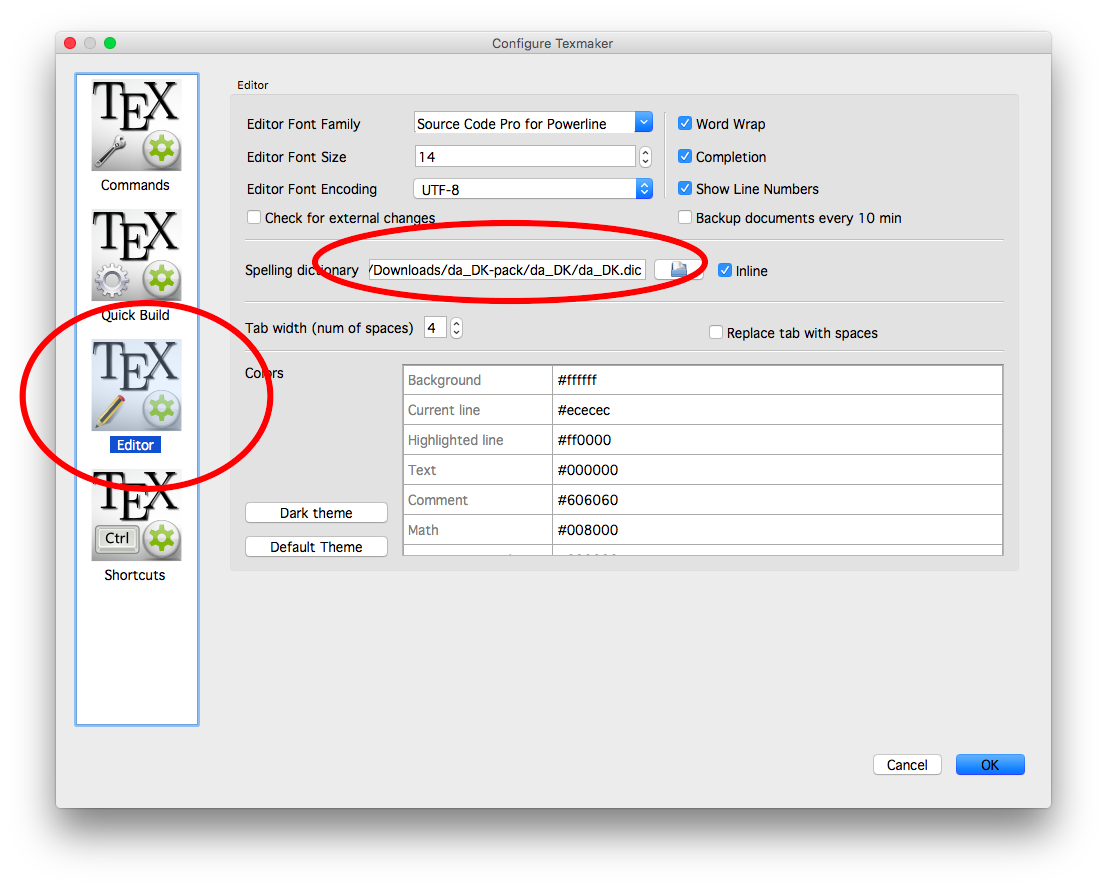 Configure Texmaker
TEX
Commands
TEX
Quick Build
TEX
Editor
TEX
Ctrl
Shortcuts
Editor
Editor Font Family Source Code Pro for Powerline Word Wrap
Editor Font Size 14 Completion
Editor Font Encoding UTF-8 Show Line Numbers
Check for external changes Backup documents every 10 min
Spelling dictionary /Downloads/da_DK-pack/da_DK/da_DK.dic Inline
Tab width (num of spaces) 4 Replace tab with spaces
Colors
Background #ffffff
Current line #ececec
Highlighted line #ff0000
Text #000000
Comment #606060
Math #008000
Dark theme
Default Theme
Cancel OK